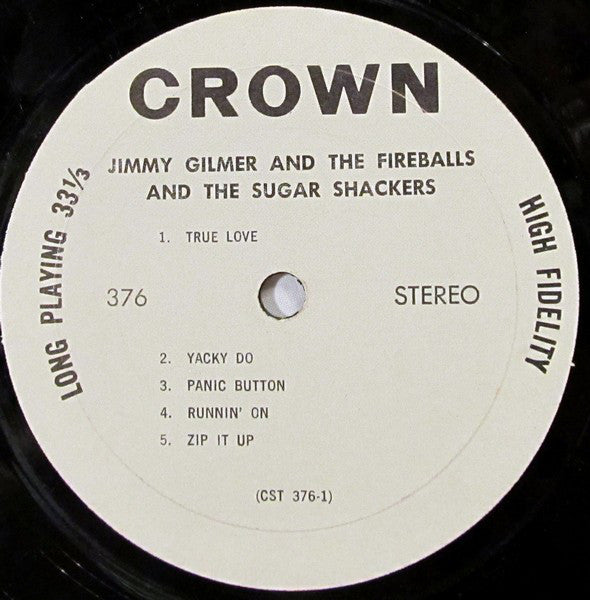 CROWN
JIMMY GILMER AND THE FIREBALLS
AND THE SUGAR SHACKERS
1. TRUE LOVE
LONG PLAYING 33⅓
376
STEREO
HIGH FIDELITY
2. YACKY DO
3. PANIC BUTTON
4. RUNNIN' ON
5. ZIP IT UP
(CST 376-1)